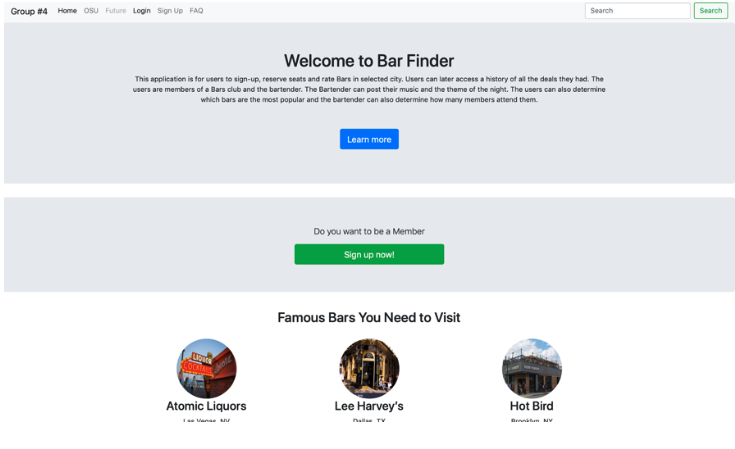 Group #4 Home OSU Future Login Sign Up FAQ Search Search
Welcome to Bar Finder
This application is for users to sign-up, reserve seats and rate Bars in selected city. Users can later access a history of all the deals they had. The
users are members of a Bars club and the bartender. The Bartender can post their music and the theme of the night. The users can also determine
which bars are the most popular and the bartender can also determine how many members attend them.
Learn more
Do you want to be a Member
Sign up now!
Famous Bars You Need to Visit
LIQUOR
COCKTAILS
Atomic Liquors Lee Harvey's Hot Bird
Las Vegas, NV Dallas, TX Brooklyn, NY